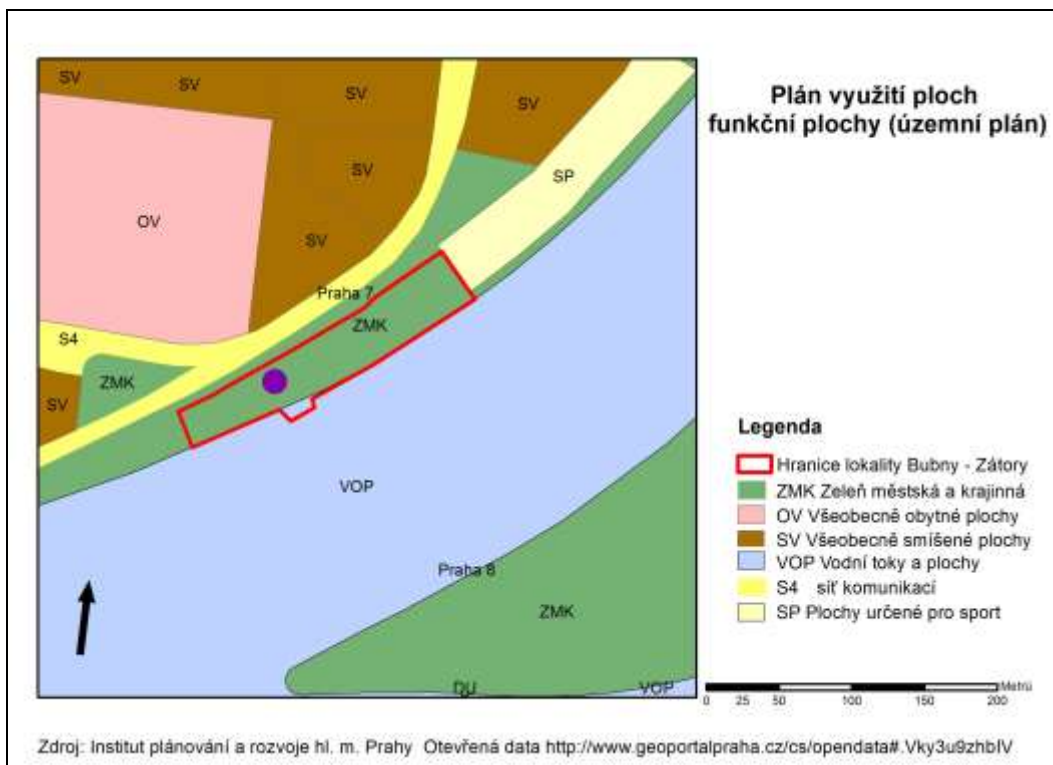 Plán využití ploch
funkční plochy (územní plán)
SV
SV
SV
SV
SV
SP
OV
SV
Praha 7
ZMK
S4
ZMK
SV
VOP
Praha 8
ZMK
DU
VOP
Legenda
Hranice lokality Bubny - Zátory
ZMK Zeleň městská a krajinná
OV Všeobecně obytné plochy
SV Všeobecně smíšené plochy
VOP Vodní toky a plochy
S4 síť komunikací
SP Plochy určené pro sport
Metrů
0 25 50 100 150 200
Zdroj: Institut plánování a rozvoje hl. m. Prahy Otevřená data http://www.geoportalpraha.cz/cs/opendata#.Vky3u9zhbIV